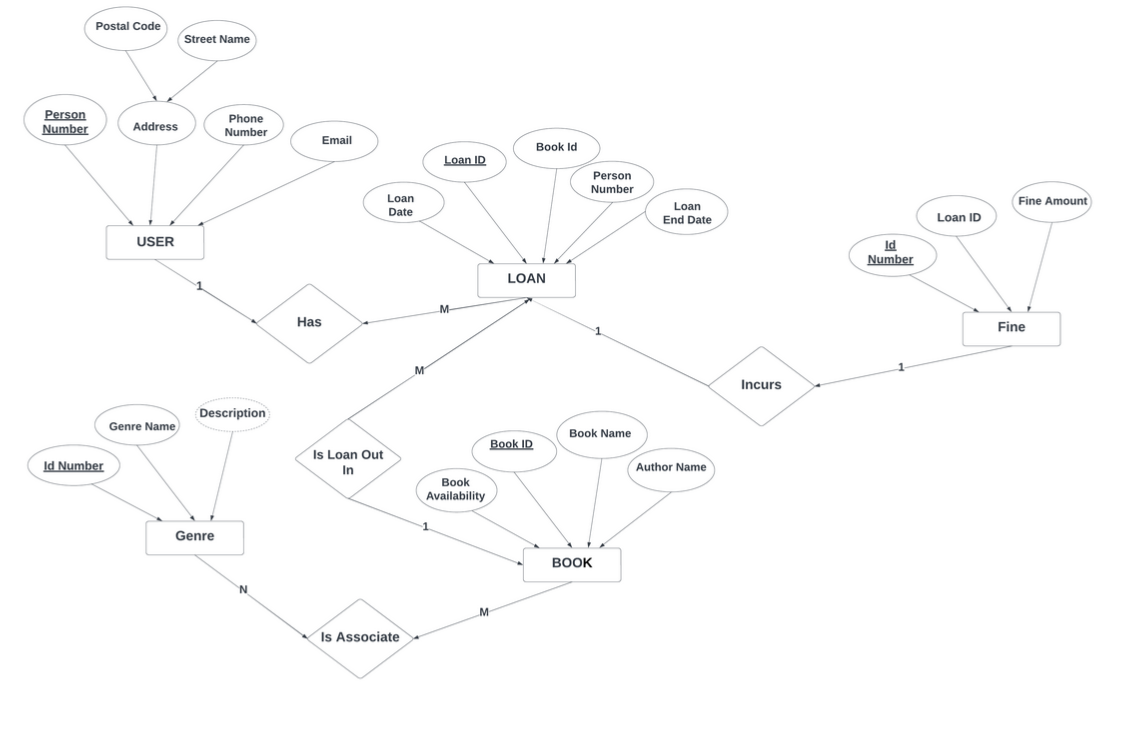 Postal Code
Street Name
Person
Number
Address
Phone
Number
Email
USER
Loan
Date
Loan ID
Book Id
Person
Number
Loan
End Date
LOAN
Id
Number
Loan ID
Fine Amount
Fine
1
Has
M
1
Incurs
1
M
Is Loan Out
In
1
Id Number
Genre Name
Description
Genre
Book
Availability
Book ID
Book Name
Author Name
BOOK
N
Is Associate
M